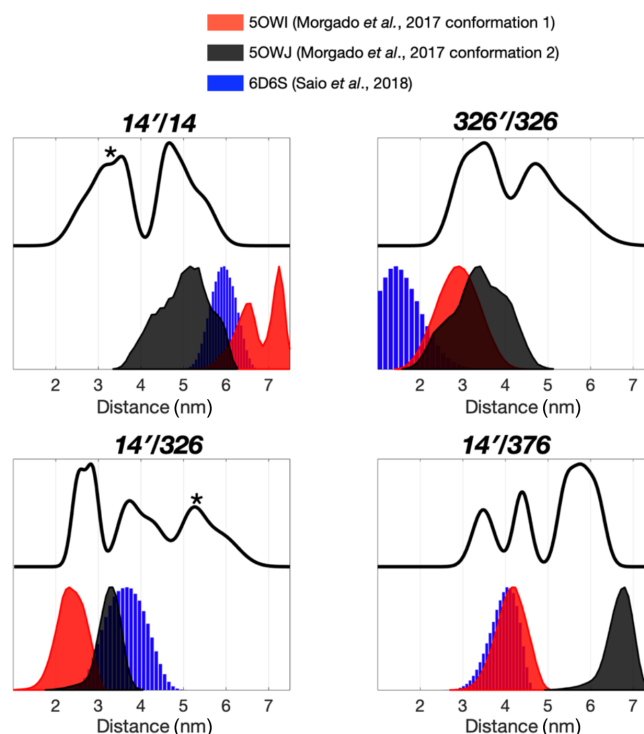 5OWI (Morgado et al., 2017 conformation 1)
5OWJ (Morgado et al., 2017 conformation 2)
6D6S (Saio et al., 2018)
14′/14
326′/326
*
2 3 4 5 6 7
2 3 4 5 6 7
Distance (nm)
Distance (nm)
14′/326
14′/376
*
2 3 4 5 6 7
2 3 4 5 6 7
Distance (nm)
Distance (nm)